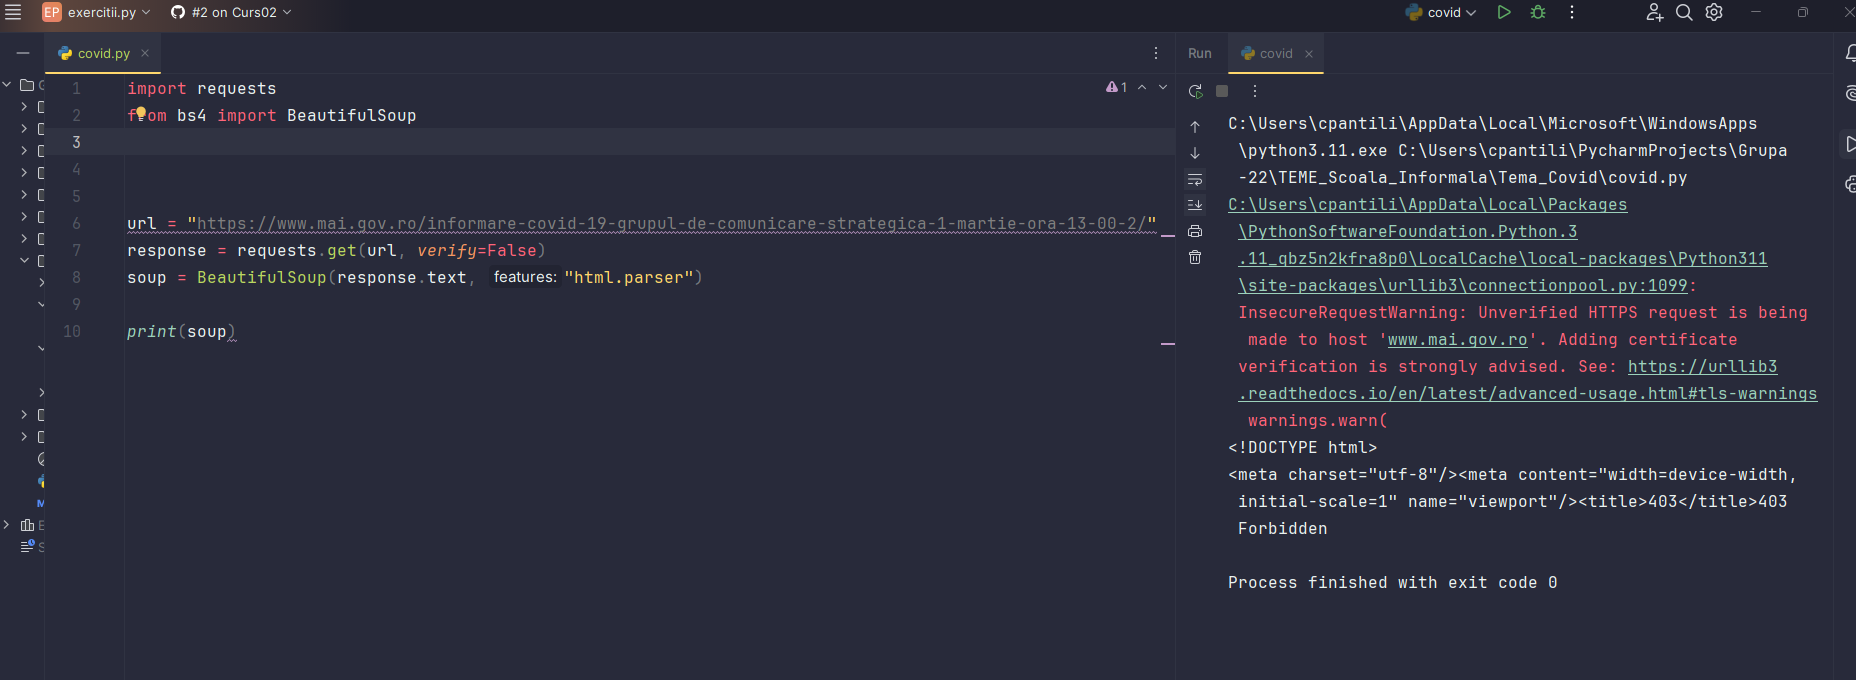 EP exercitii.py #2 on Curs02 covid
covid.py
1 import requests
2 from bs4 import BeautifulSoup
3
4
5
6 url = "https://www.mai.gov.ro/informare-covid-19-grupul-de-comunicare-strategica-1-martie-ora-13-00-2/"
7 response = requests.get(url, verify=False)
8 soup = BeautifulSoup(response.text, features: "html.parser")
9
10 print(soup)
1
Run covid
C:\Users\cpantili\AppData\Local\Microsoft\WindowsApps
\python3.11.exe C:\Users\cpantili\PycharmProjects\Grupa
-22\TEME_Scoala_Informala\Tema_Covid\covid.py
C:\Users\cpantili\AppData\Local\Packages
\PythonSoftwareFoundation.Python.3
.11_qbz5n2kfra8p0\LocalCache\local-packages\Python311
\site-packages\urllib3\connectionpool.py:1099:
InsecureRequestWarning: Unverified HTTPS request is being
made to host 'www.mai.gov.ro'. Adding certificate
verification is strongly advised. See: https://urllib3
.readthedocs.io/en/latest/advanced-usage.html#tls-warnings
warnings.warn(
<!DOCTYPE html>
<meta charset="utf-8"/><meta content="width=device-width,
initial-scale=1" name="viewport"/><title>403</title>403
Forbidden
Process finished with exit code 0